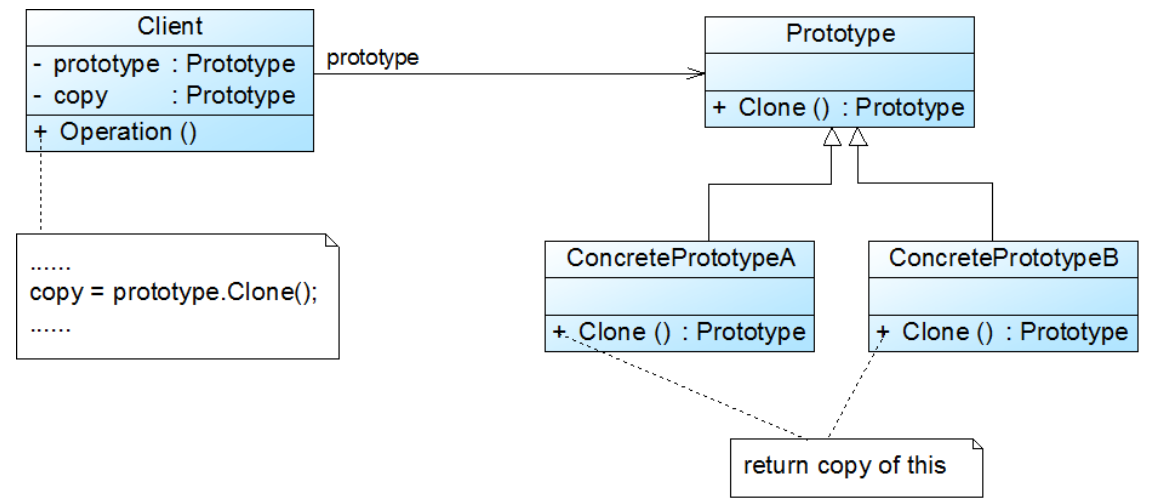 Client
- prototype : Prototype
- copy : Prototype
+ Operation ()
prototype
Prototype
+ Clone () : Prototype
......
copy = prototype.Clone();
......
ConcretePrototypeA
+ Clone () : Prototype
ConcretePrototypeB
+ Clone () : Prototype
return copy of this